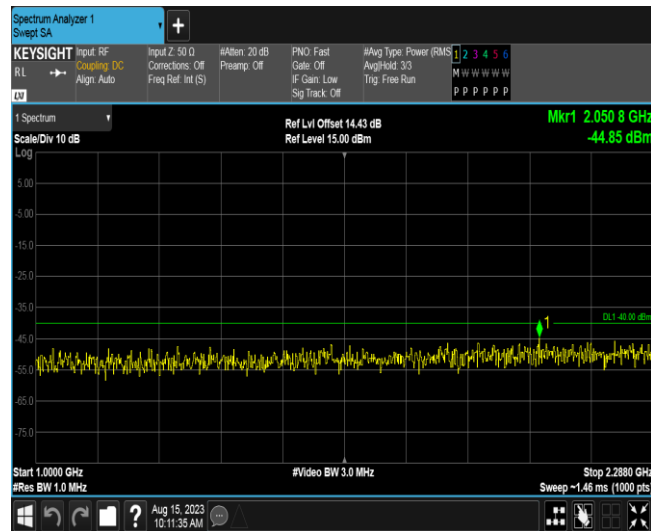 Spectrum Analyzer 1
Swept SA
KEYSIGHT
RL
LXI
Input: RF
Coupling: DC
Align: Auto
Input Z: 50 Ω
Corrections: Off
Freq Ref: Int (S)
#Atten: 20 dB
Preamp: Off
PNO: Fast
Gate: Off
IF Gain: Low
Sig Track: Off
#Avg Type: Power (RMS
Avg|Hold: 3/3
Trig: Free Run
1 2 3 4 5 6
M W W W W W
P P P P P P
1 Spectrum
Scale/Div 10 dB
Log
Ref Lvl Offset 14.43 dB
Ref Level 15.00 dBm
Mkr1 2.050 8 GHz
-44.85 dBm
5.00
-5.00
-15.0
-25.0
-35.0
-45.0
-55.0
-65.0
-75.0
1
DL1 -40.00 dBm
Start 1.0000 GHz
#Res BW 1.0 MHz
#Video BW 3.0 MHz
Stop 2.2880 GHz
Sweep ~1.46 ms (1000 pts)
?
Aug 15, 2023
10:11:35 AM